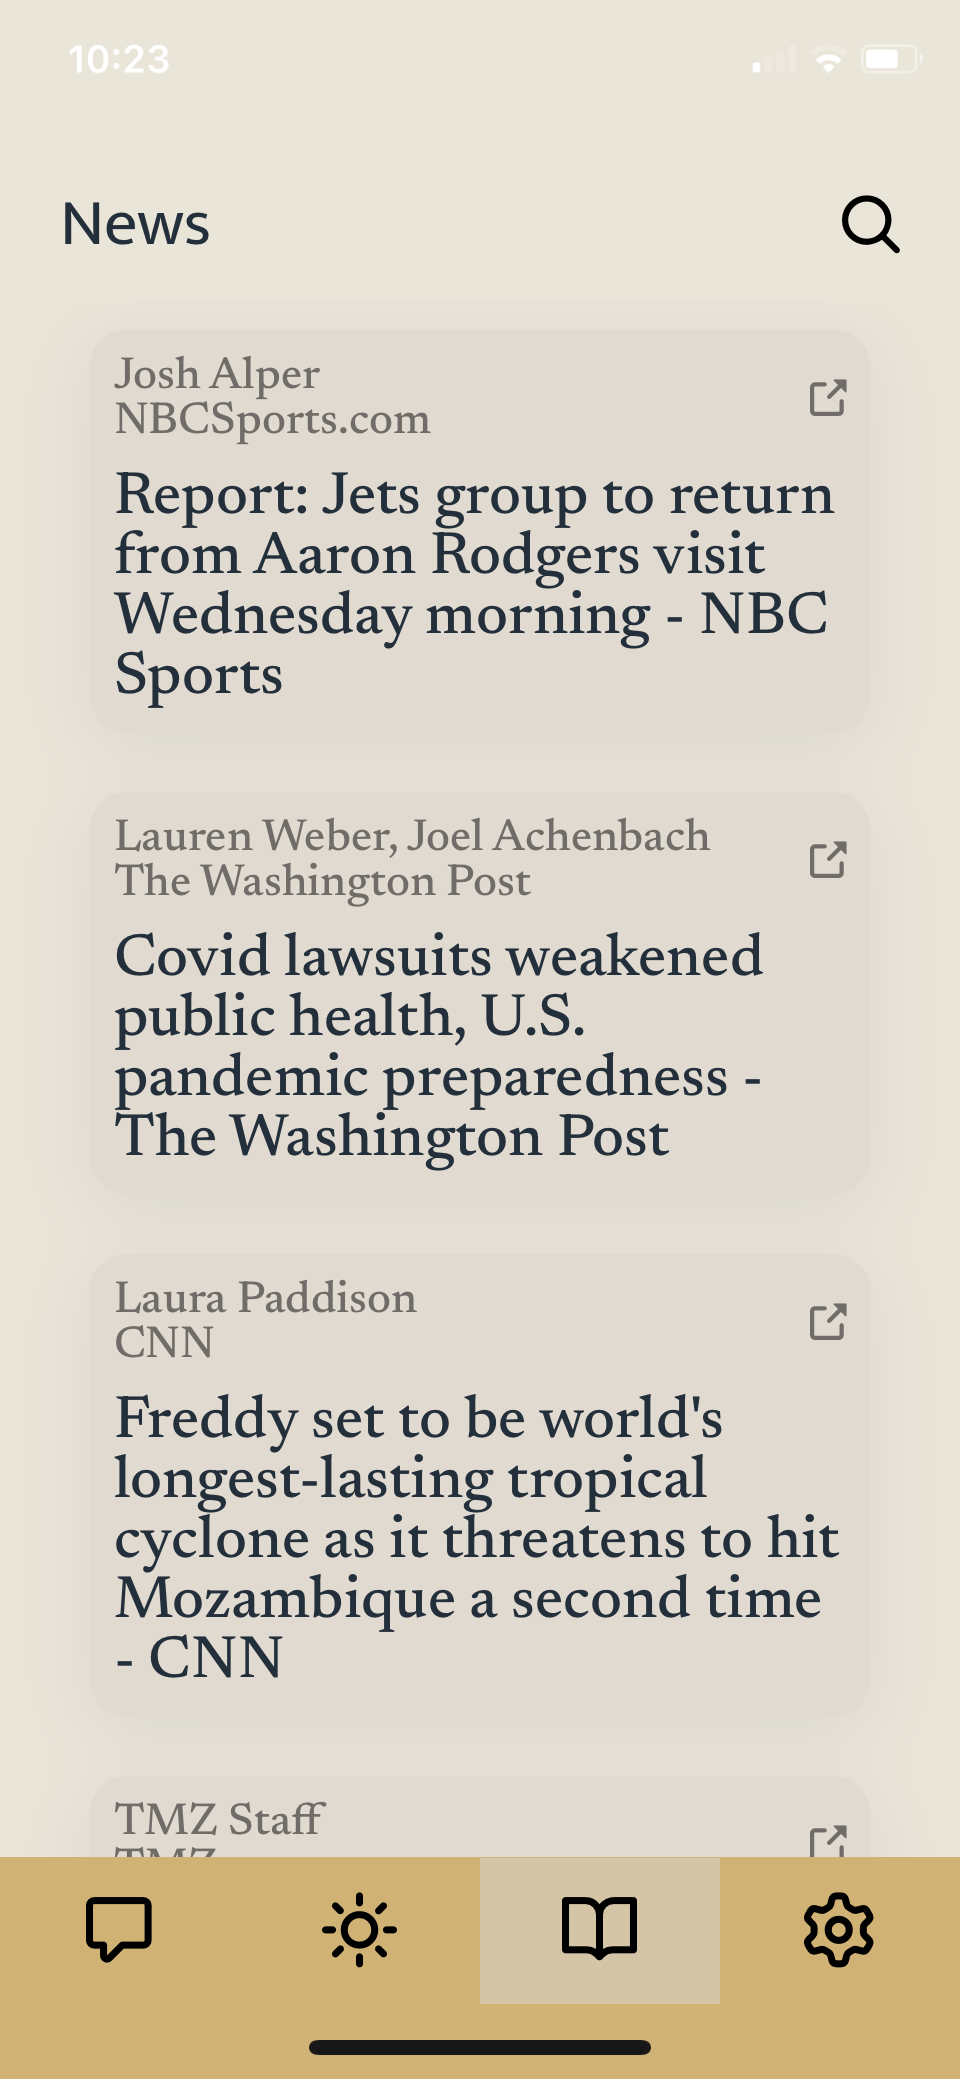 10:23
News
Josh Alper
NBCSports.com
Report: Jets group to return
from Aaron Rodgers visit
Wednesday morning - NBC
Sports
Lauren Weber, Joel Achenbach
The Washington Post
Covid lawsuits weakened
public health, U.S.
pandemic preparedness -
The Washington Post
Laura Paddison
CNN
Freddy set to be world's
longest-lasting tropical
cyclone as it threatens to hit
Mozambique a second time
- CNN
TMZ Staff
TMZ